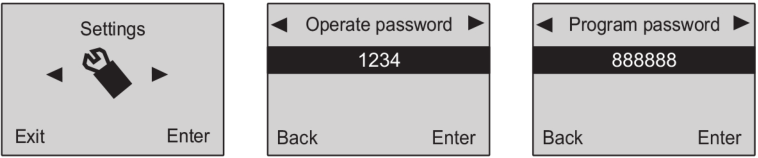 Settings
Exit Enter
Operate password
1234
Back Enter
Program password
888888
Back Enter